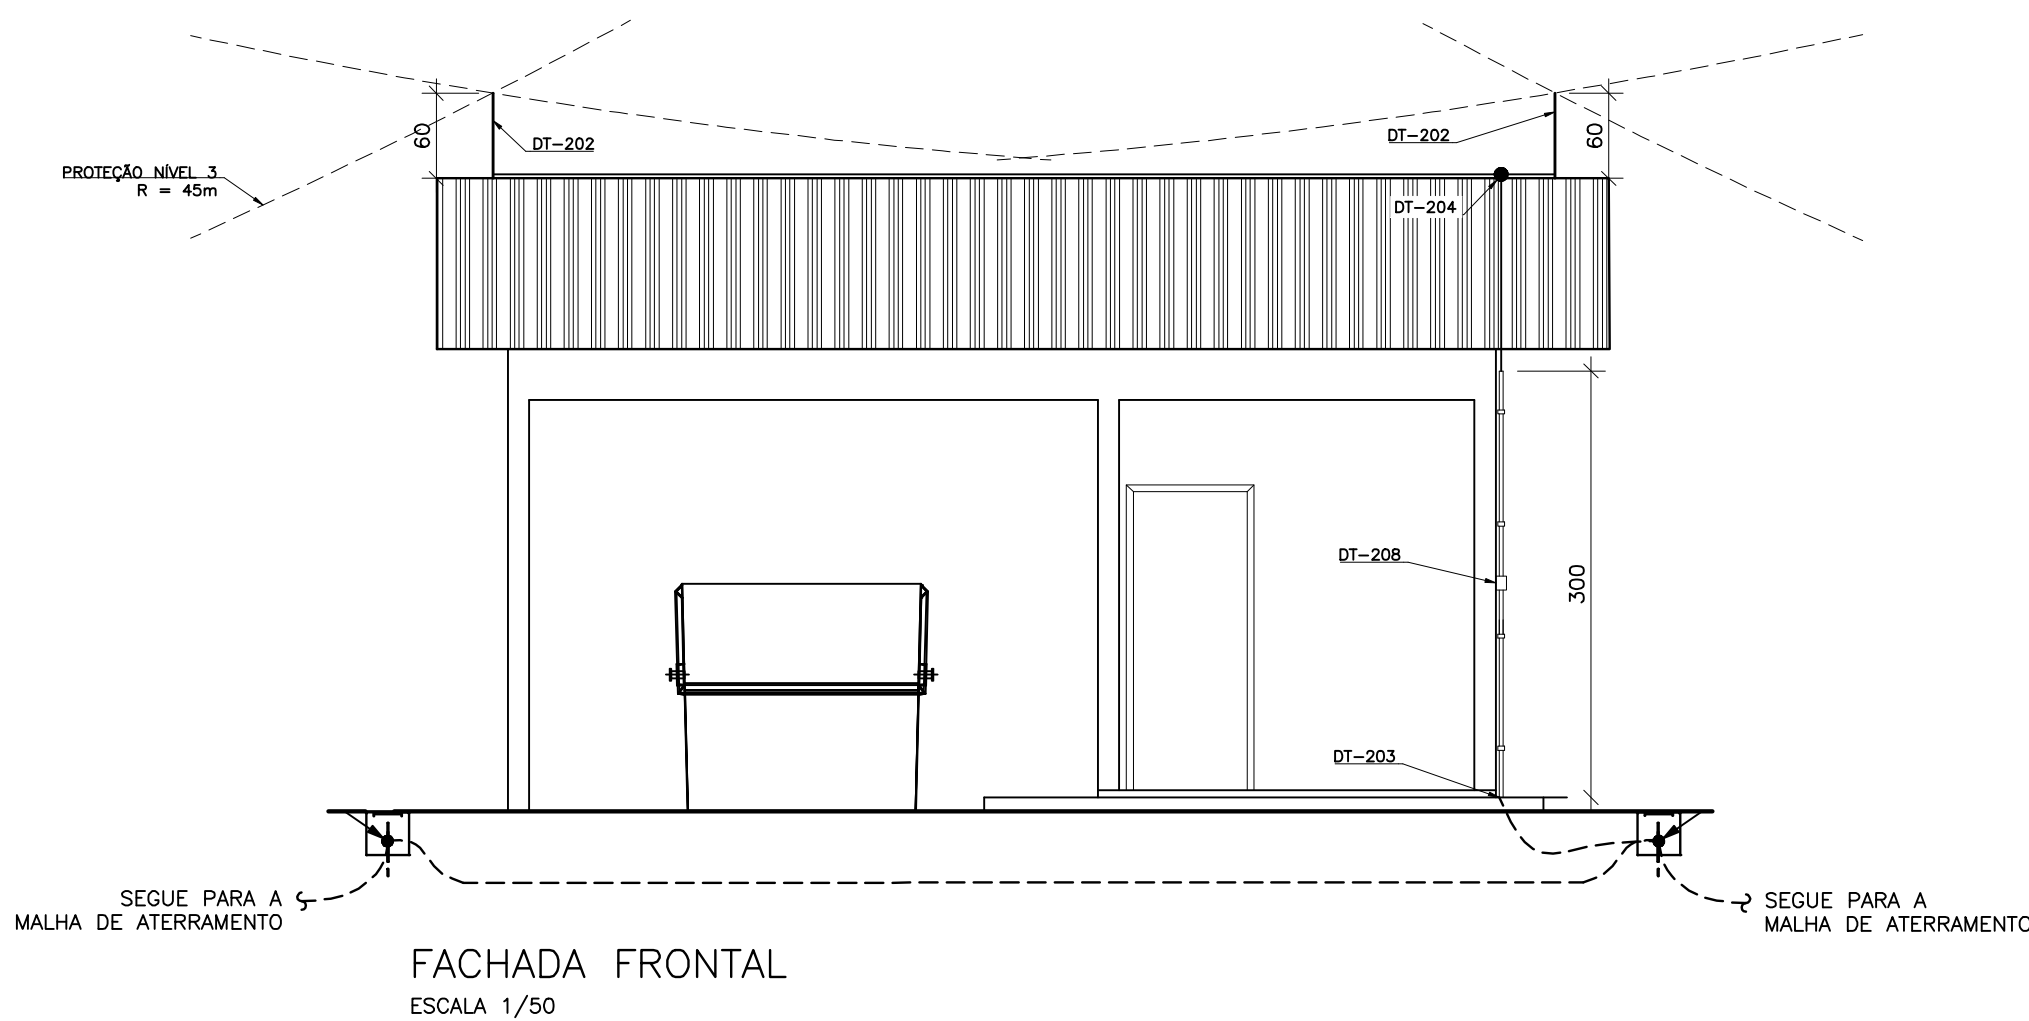 60
DT-202
DT-202
60
PROTEÇÃO NÍVEL 3
R = 45m
DT-204
DT-208
300
DT-203
SEGUE PARA A
MALHA DE ATERRAMENTO
SEGUE PARA A
MALHA DE ATERRAMENTO
FACHADA FRONTAL
ESCALA 1/50